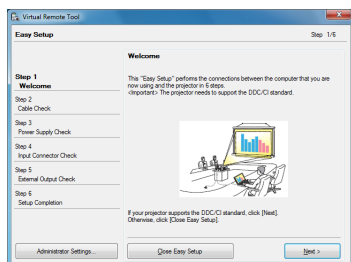 Virtual Remote Tool
Easy Setup
Step 1/6
Step 1
Welcome
Step 2
Cable Check
Step 3
Power Supply Check
Step 4
Input Connector Check
Step 5
External Output Check
Step 6
Setup Completion
Welcome
This "Easy Setup" performs the connections between the computer that you are
now using and the projector in 6 steps.
<Important> The projector needs to support the DDC/CI standard.
If your projector supports the DDC/CI standard, click [Next].
Otherwise, click [Close Easy Setup].
Administrator Settings...
Close Easy Setup
Next >